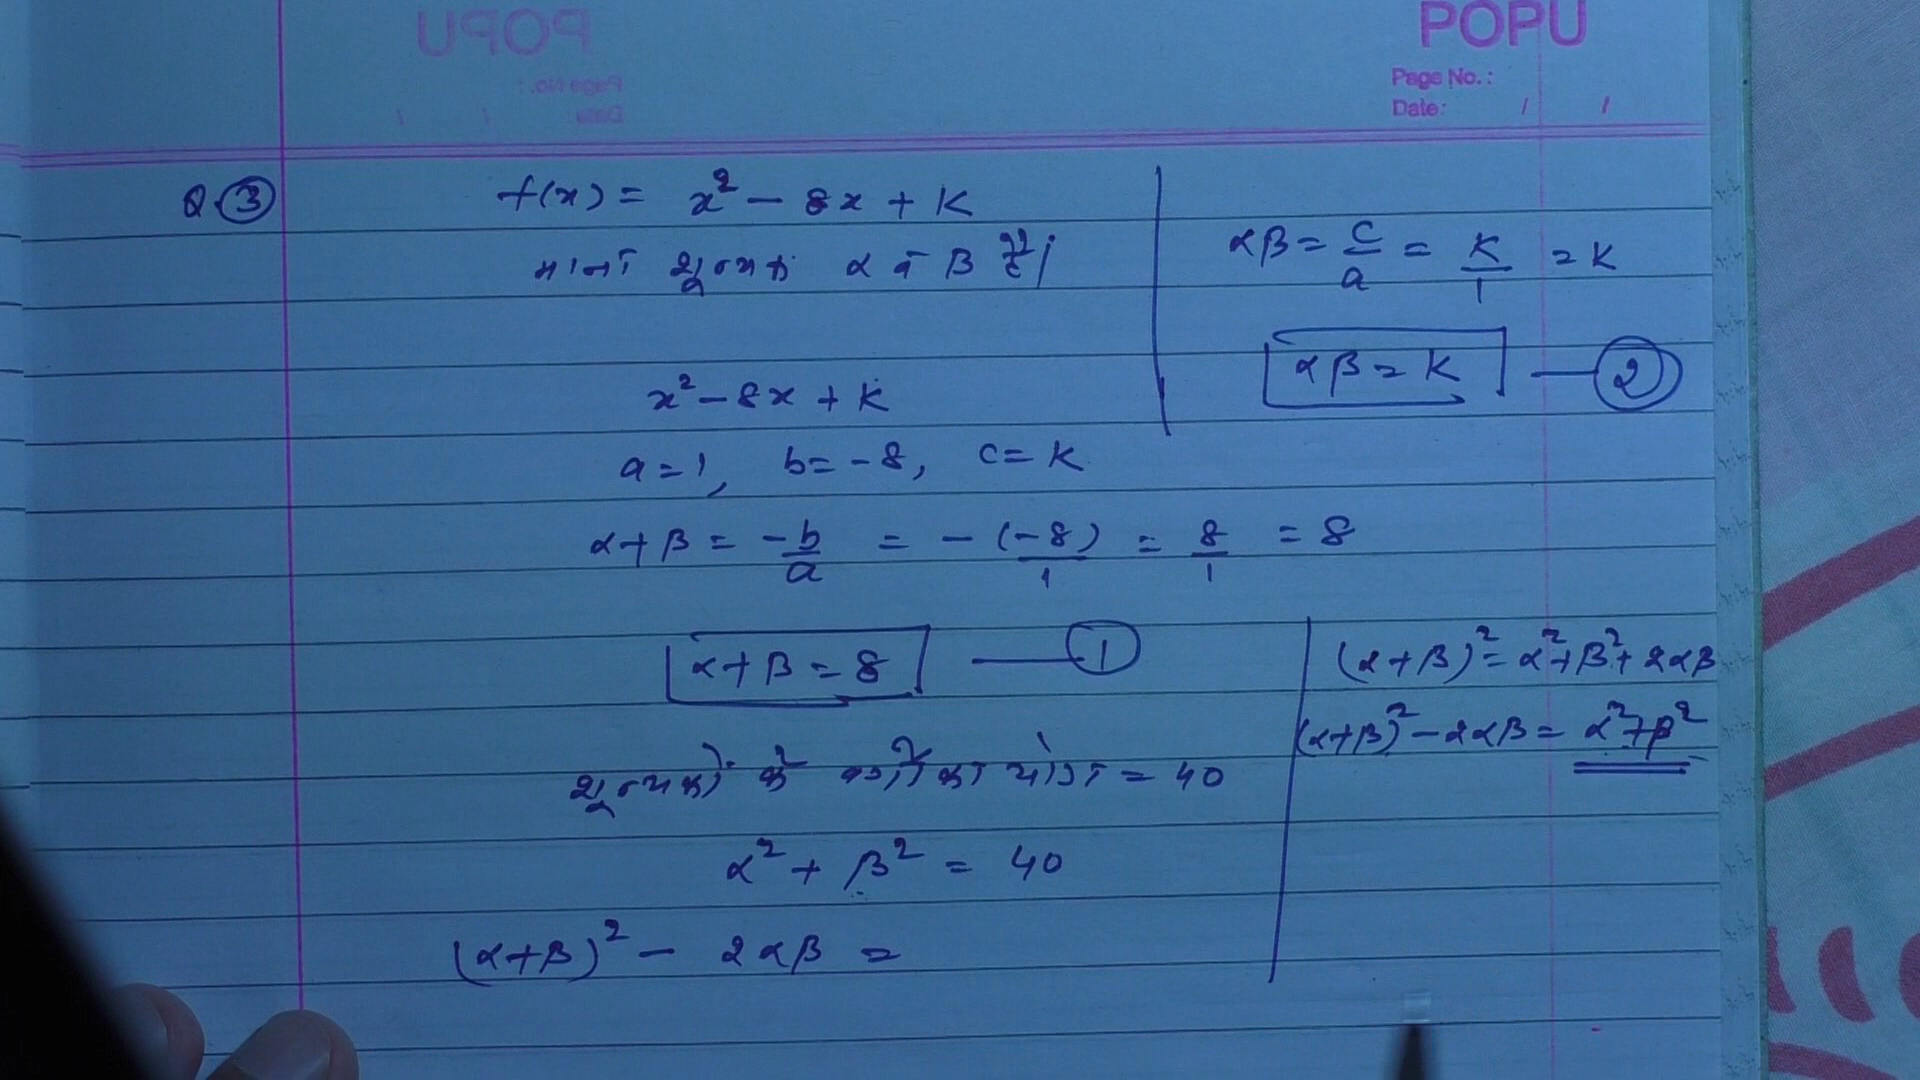 POPU
Page No.:
Date: / /
Q.3 f(x) = x² - 8x + K
माना शून्यक α व β हैं।
x² - 8x + K
a = 1, b = -8, c = K
α + β = -b/a = -(-8)/1 = 8/1 = 8
α + β = 8 — 1
αβ = c/a = K/1 = K
αβ = K — 2
शून्यकों के वर्गों का योग = 40
α² + β² = 40
(α+β)² - 2αβ =
(α+β)² = α²+β²+2αβ
(α+β)² - 2αβ = α²+β²